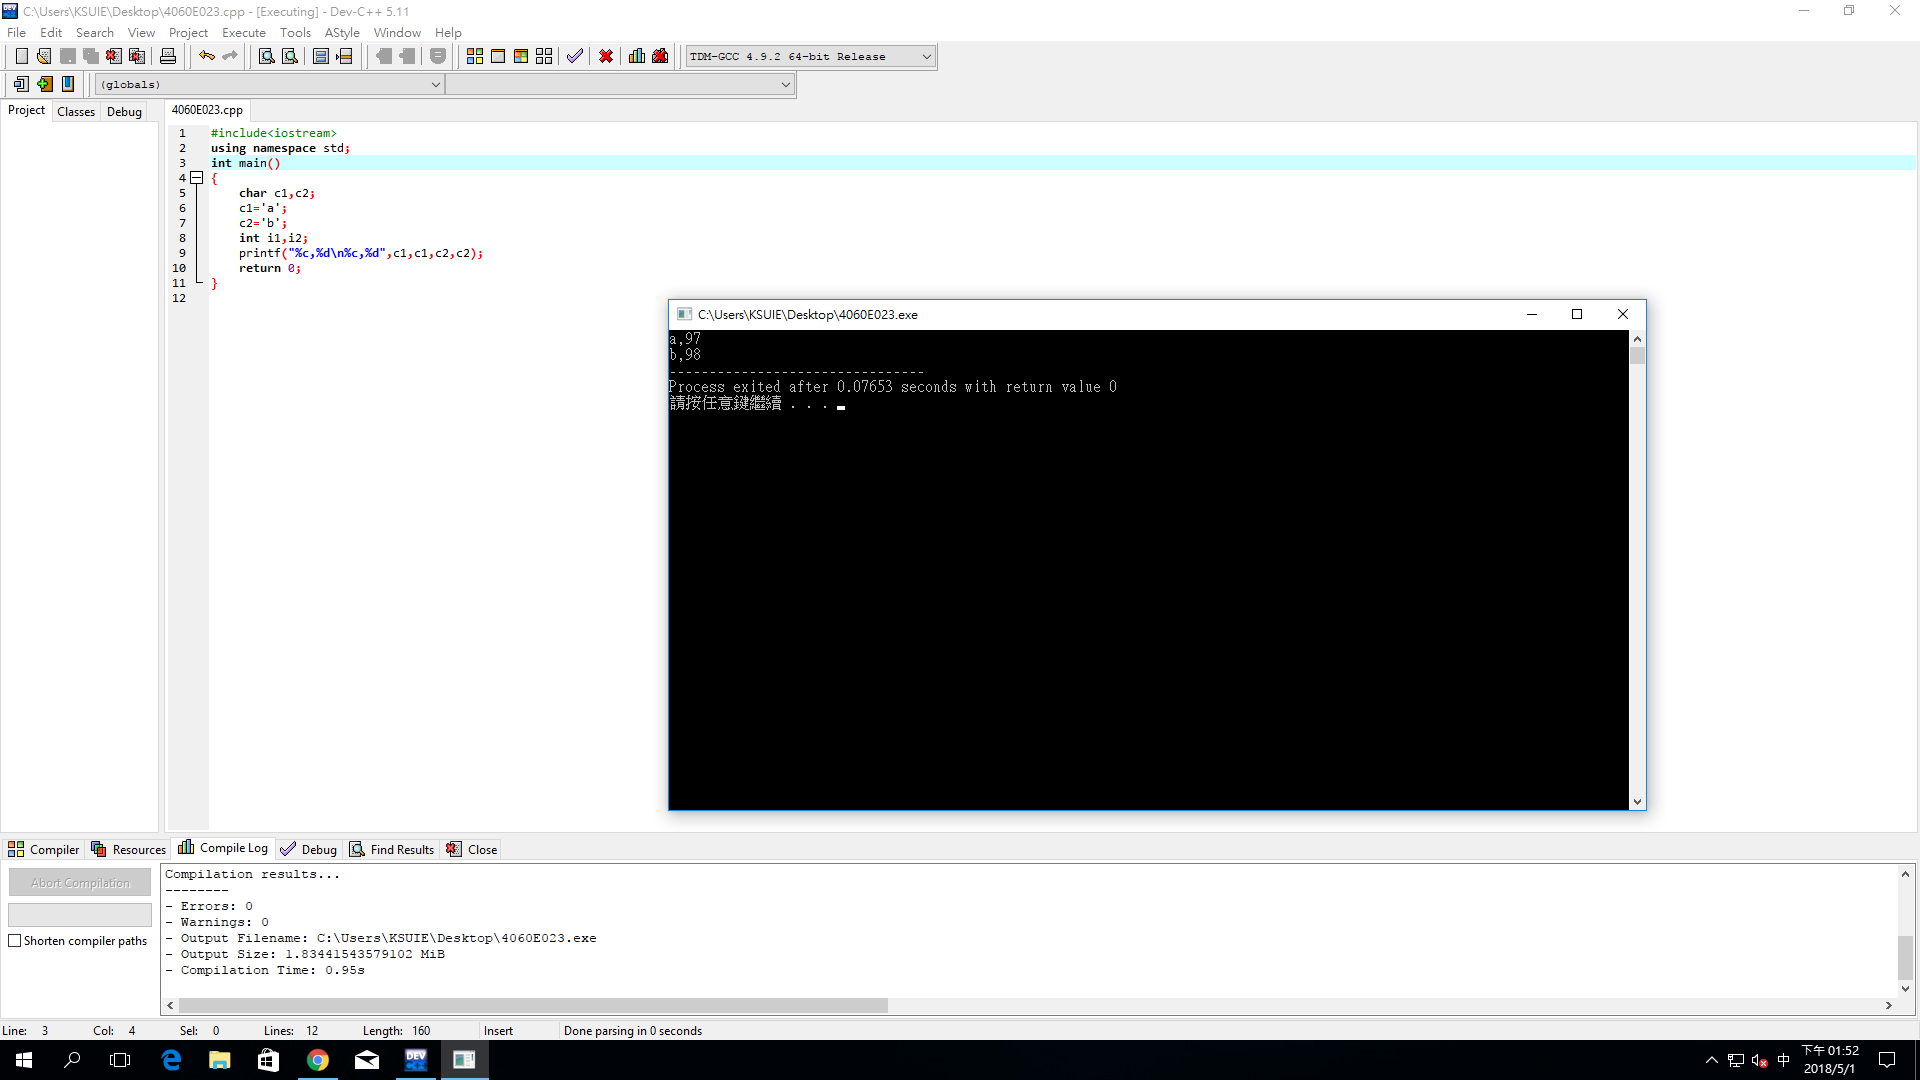 C:\Users\KSUIE\Desktop\4060E023.cpp - [Executing] - Dev-C++ 5.11
File Edit Search View Project Execute Tools AStyle Window Help
TDM-GCC 4.9.2 64-bit Release
(globals)
Project Classes Debug
4060E023.cpp
1 #include<iostream>
2 using namespace std;
3 int main()
4 {
5 char c1,c2;
6 c1='a';
7 c2='b';
8 int i1,i2;
9 printf("%c,%d\n%c,%d",c1,c1,c2,c2);
10 return 0;
11 }
12
C:\Users\KSUIE\Desktop\4060E023.exe
a,97
b,98
--------------------------------
Process exited after 0.07653 seconds with return value 0
請按任意鍵繼續 . . .
Compiler Resources Compile Log Debug Find Results Close
Abort Compilation
Shorten compiler paths
Compilation results...
--------
- Errors: 0
- Warnings: 0
- Output Filename: C:\Users\KSUIE\Desktop\4060E023.exe
- Output Size: 1.83441543579102 MiB
- Compilation Time: 0.95s
Line: 3 Col: 4 Sel: 0 Lines: 12 Length: 160 Insert Done parsing in 0 seconds
DEV
中
下午 01:52
2018/5/1